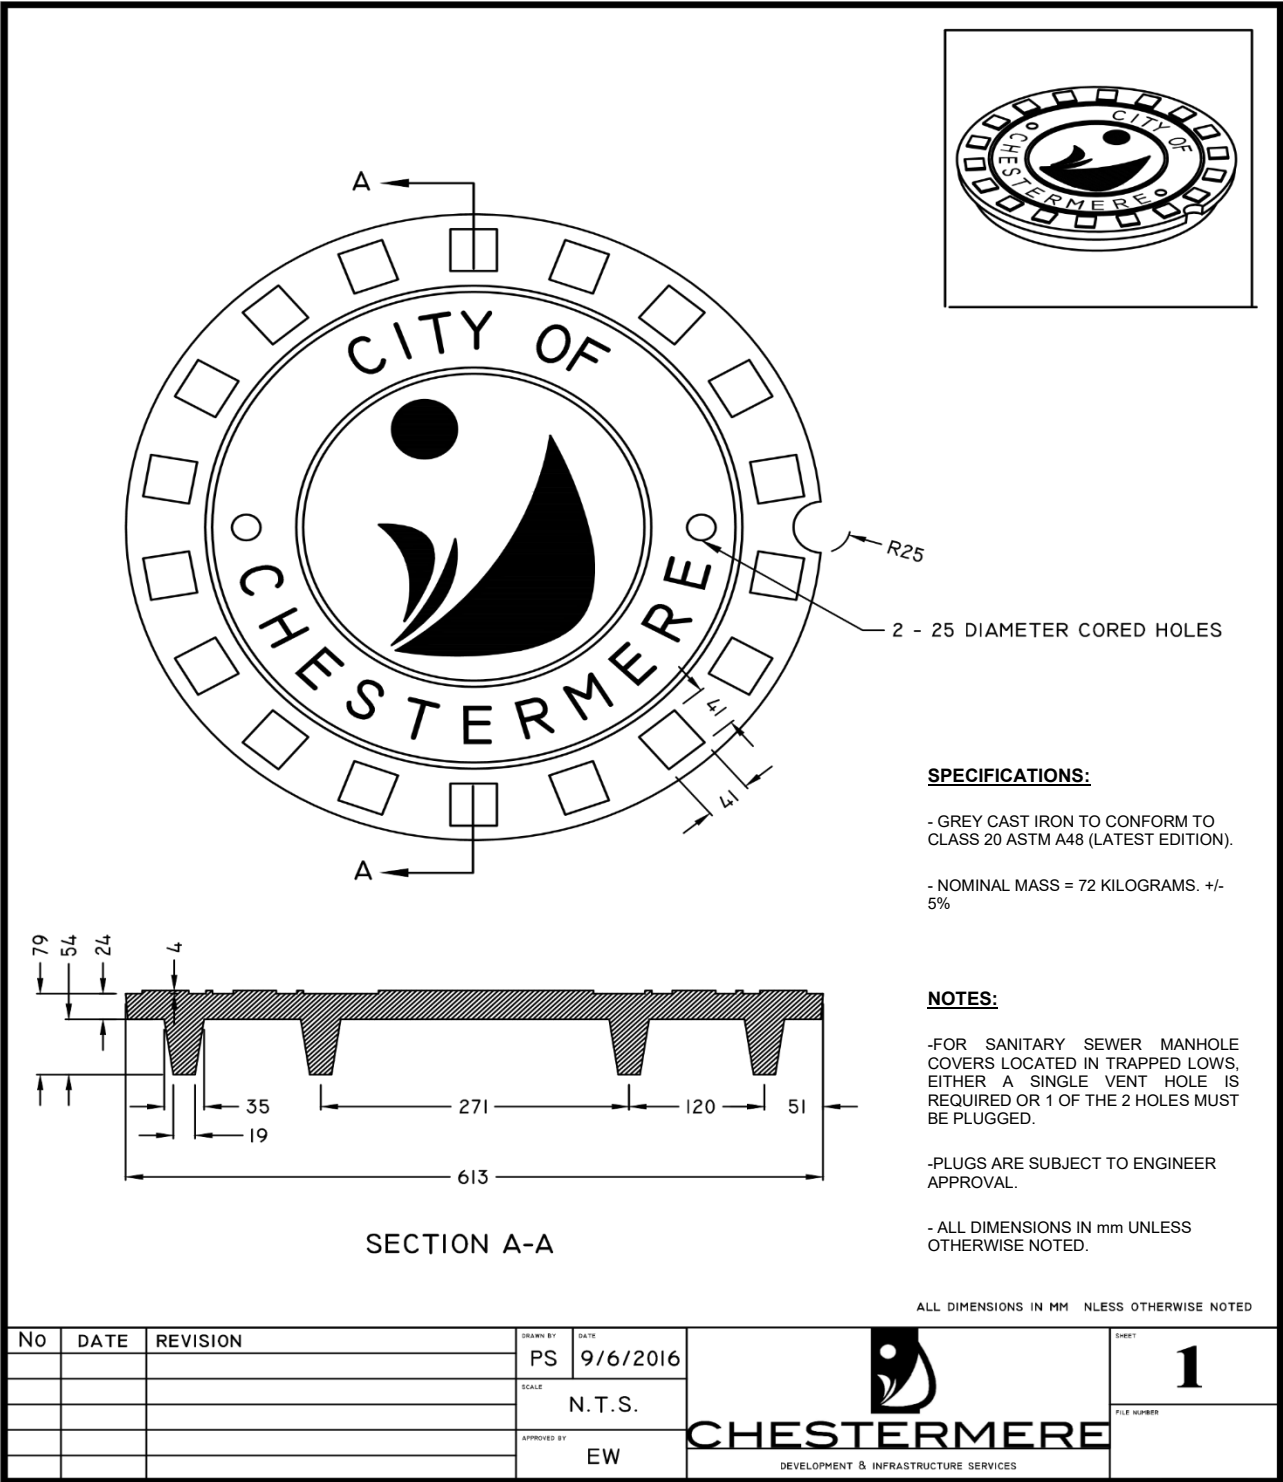 CITY OF
CHESTERMERE
A
CITY OF
CHESTERMERE
R25
2 - 25 DIAMETER CORED HOLES
41
41
A
SPECIFICATIONS:
- GREY CAST IRON TO CONFORM TO
CLASS 20 ASTM A48 (LATEST EDITION).
- NOMINAL MASS = 72 KILOGRAMS. +/-
5%
79
54
24
4
35
271
120
51
19
613
SECTION A-A
NOTES:
-FOR SANITARY SEWER MANHOLE
COVERS LOCATED IN TRAPPED LOWS,
EITHER A SINGLE VENT HOLE IS
REQUIRED OR 1 OF THE 2 HOLES MUST
BE PLUGGED.
-PLUGS ARE SUBJECT TO ENGINEER
APPROVAL.
- ALL DIMENSIONS IN mm UNLESS
OTHERWISE NOTED.
ALL DIMENSIONS IN MM NLESS OTHERWISE NOTED
No DATE REVISION
DRAWN BY
PS
DATE
9/6/2016
SCALE
N.T.S.
APPROVED BY
EW
CHESTERMERE
DEVELOPMENT & INFRASTRUCTURE SERVICES
SHEET
1
FILE NUMBER